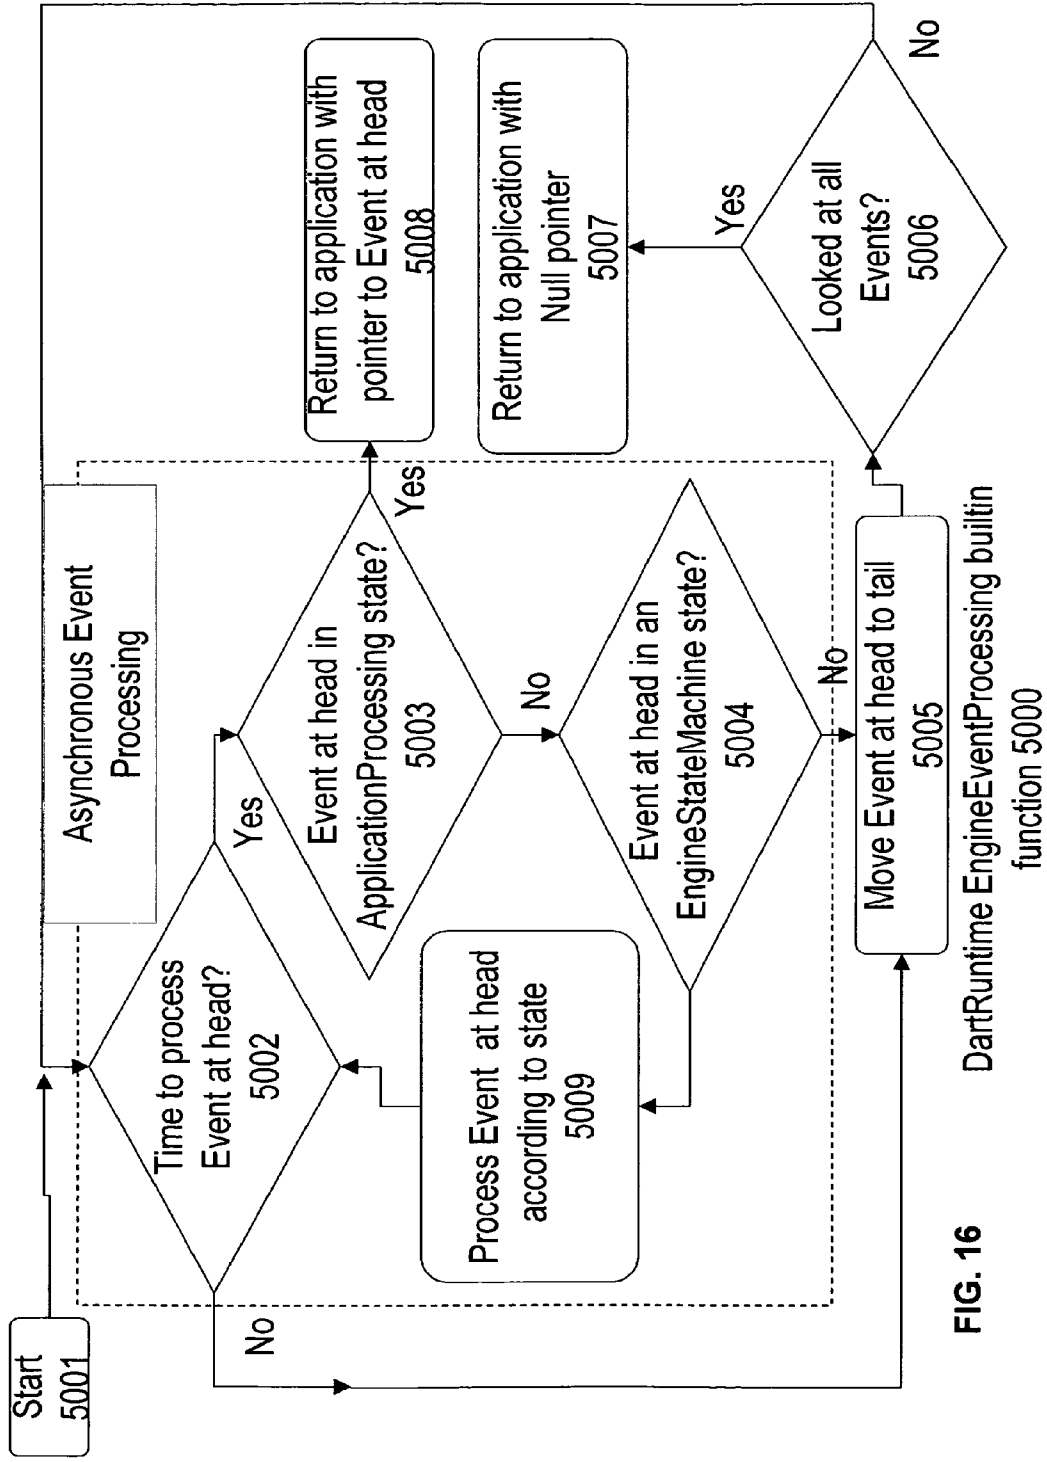 Start
5001
Asynchronous Event
Processing
Time to process
Event at head?
5002
Yes
No
Event at head in
ApplicationProcessing state?
5003
Yes
No
Return to application with
pointer to Event at head
5008
Process Event at head
according to state
5009
Event at head in an
EngineStateMachine state?
5004
No
Return to application with
Null pointer
5007
Move Event at head to tail
5005
Looked at all
Events?
5006
Yes
No
DartRuntime EngineEventProcessing builtin
function 5000
FIG. 16